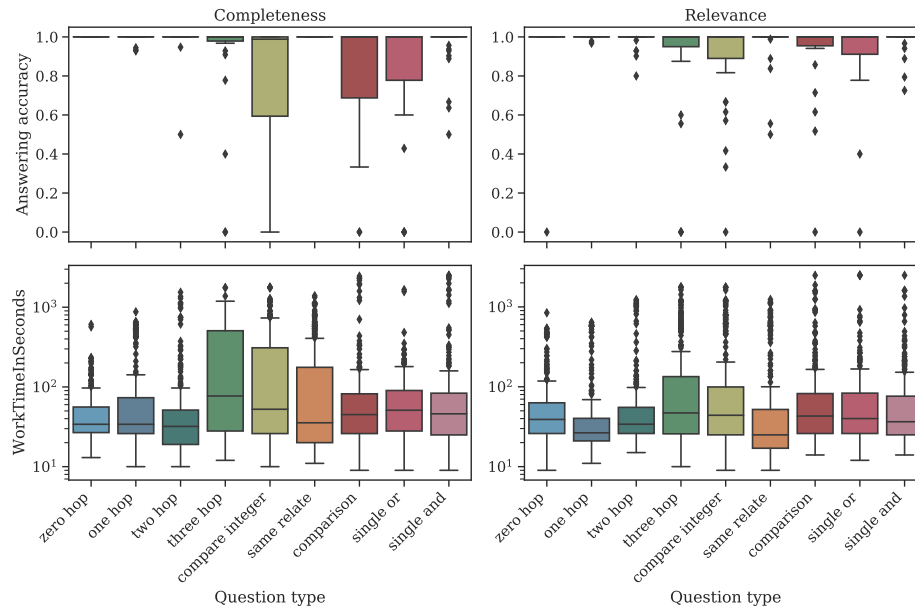 Completeness
Relevance
Answering accuracy
1.0
0.8
0.6
0.4
0.2
0.0
1.0
0.8
0.6
0.4
0.2
0.0
WorkTimeInSeconds
10³
10²
10¹
10³
10²
10¹
zero hop
one hop
two hop
three hop
compare integer
same relate
comparison
single or
single and
zero hop
one hop
two hop
three hop
compare integer
same relate
comparison
single or
single and
Question type
Question type